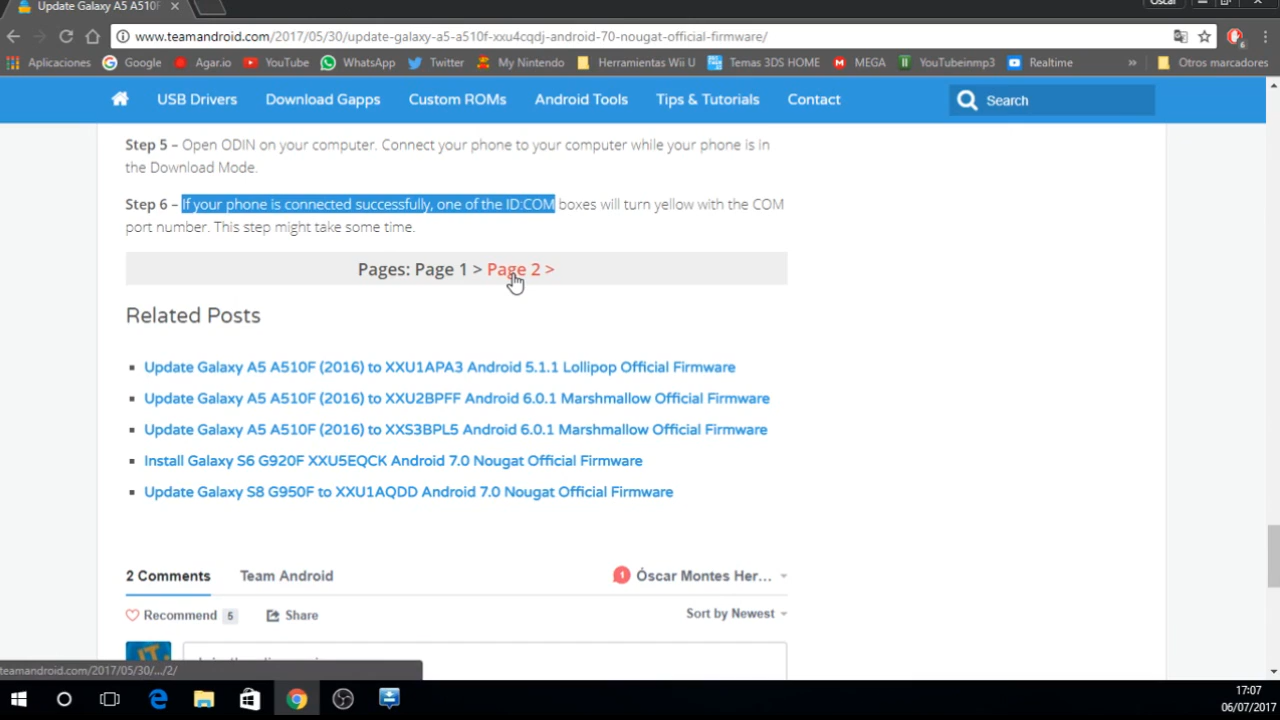 Update Galaxy A5 A510F
Oscar
www.teamandroid.com/2017/05/30/update-galaxy-a5-a510f-xxu4cqdj-android-70-nougat-official-firmware/
6
Aplicaciones Google Agar.io YouTube WhatsApp Twitter My Nintendo Herramientas Wii U Temas 3DS HOME MEGA YouTubeinmp3 Realtime » Otros marcadores
USB Drivers Download Gapps Custom ROMs Android Tools Tips & Tutorials Contact Search
Step 5 – Open ODIN on your computer. Connect your phone to your computer while your phone is in
the Download Mode.
Step 6 – If your phone is connected successfully, one of the ID:COM boxes will turn yellow with the COM
port number. This step might take some time.
Pages: Page 1 > Page 2 >
Related Posts
Update Galaxy A5 A510F (2016) to XXU1APA3 Android 5.1.1 Lollipop Official Firmware
Update Galaxy A5 A510F (2016) to XXU2BPFF Android 6.0.1 Marshmallow Official Firmware
Update Galaxy A5 A510F (2016) to XXS3BPL5 Android 6.0.1 Marshmallow Official Firmware
Install Galaxy S6 G920F XXU5EQCK Android 7.0 Nougat Official Firmware
Update Galaxy S8 G950F to XXU1AQDD Android 7.0 Nougat Official Firmware
2 Comments Team Android 1 Óscar Montes Her...
Recommend 5 Share Sort by Newest
teamandroid.com/2017/05/30/.../2/
17:07
06/07/2017